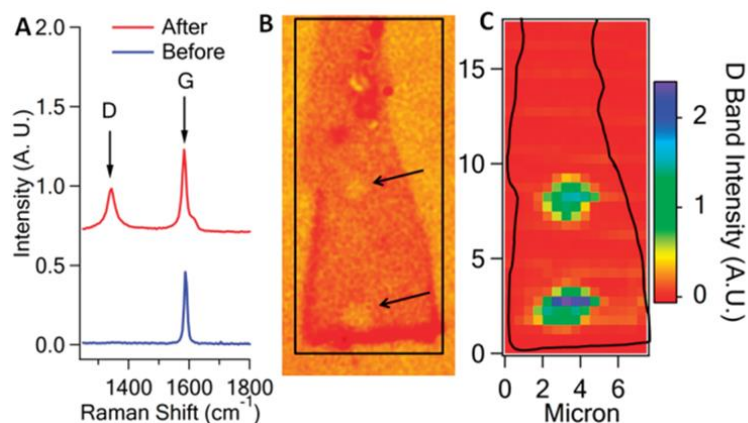 A
2.0
1.5
1.0
0.5
0.0
Intensity (A. U.)
After
Before
D
G
1400 1600 1800
Raman Shift (cm⁻¹)
B
C
15
10
5
0
0 2 4 6
Micron
2
1
0
D Band Intensity (A.U.)